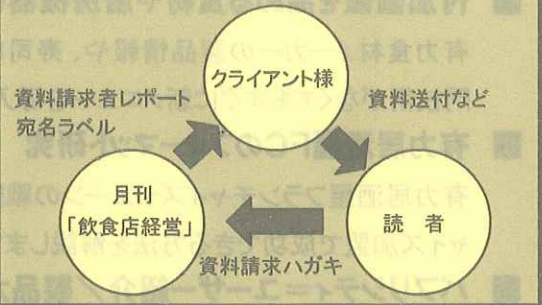 クライアント様
資料請求者レポート
宛名ラベル
資料送付など
月刊
「飲食店経営」
読者
資料請求ハガキ